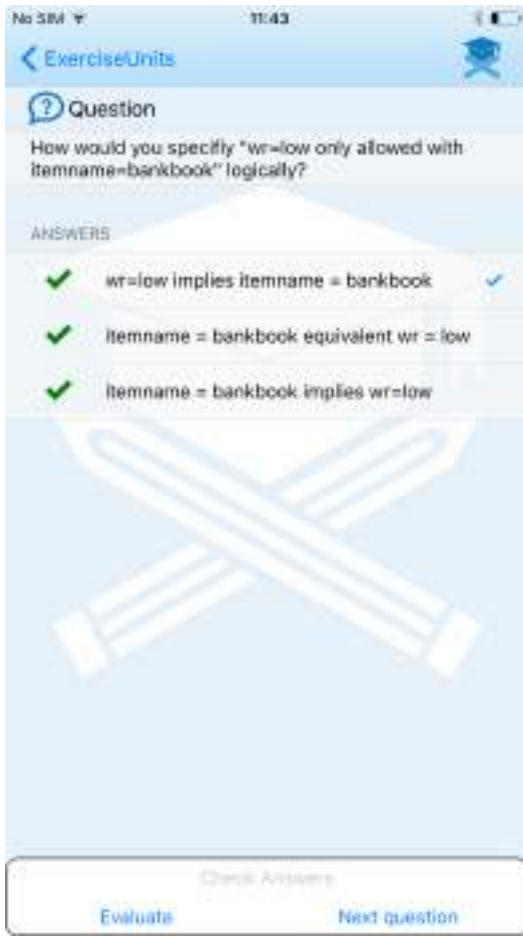 No SIM 11:43
ExerciseUnits
Question
How would you specifliy "wr=low only allowed with
itemname=bankbook" logically?
ANSWERS
wr=low implies itemname = bankbook
itemname = bankbook equivalent wr = low
itemname = bankbook implies wr=low
Check Answers
Evaluate Next question